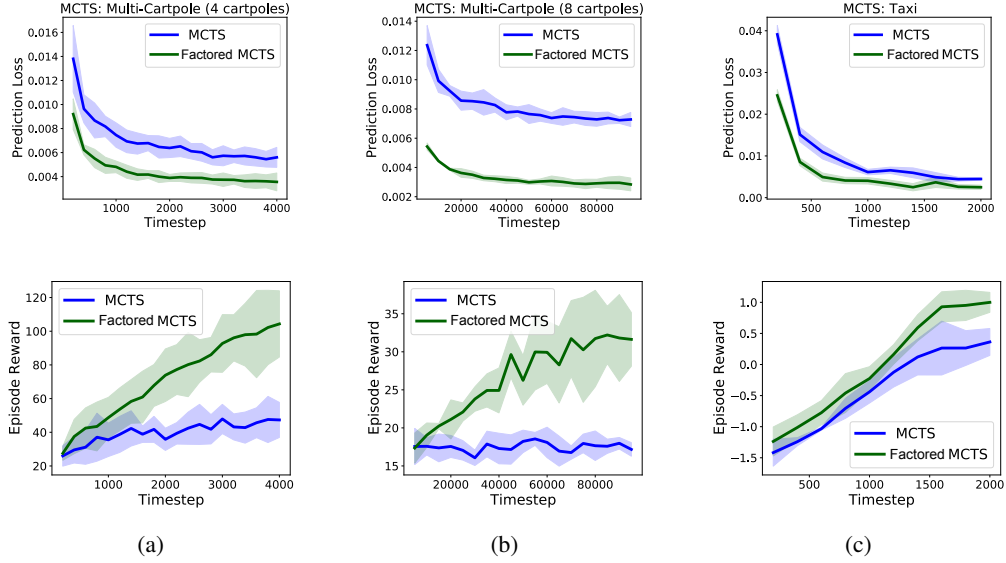 MCTS: Multi-Cartpole (4 cartpoles)
0.016
0.014
0.012
0.010
0.008
0.006
0.004
Prediction Loss
MCTS
Factored MCTS
1000 2000 3000 4000
Timestep
MCTS: Multi-Cartpole (8 cartpoles)
0.012
0.010
0.008
0.006
0.004
0.002
Prediction Loss
MCTS
Factored MCTS
20000 40000 60000 80000
Timestep
MCTS: Taxi
0.04
0.03
0.02
0.01
0.00
Prediction Loss
MCTS
Factored MCTS
500 1000 1500 2000
Timestep
120
100
80
60
40
20
Episode Reward
MCTS
Factored MCTS
1000 2000 3000 4000
Timestep
35
30
25
20
15
Episode Reward
MCTS
Factored MCTS
20000 40000 60000 80000
Timestep
1.0
0.5
0.0
−0.5
−1.0
−1.5
Episode Reward
MCTS
Factored MCTS
500 1000 1500 2000
Timestep
(a)
(b)
(c)